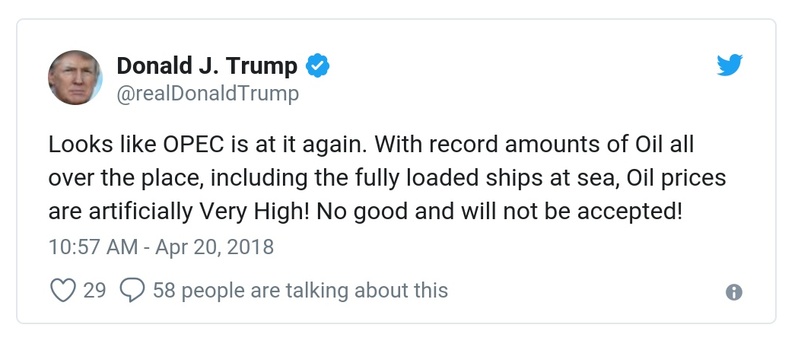 Donald J. Trump
@realDonaldTrump
Looks like OPEC is at it again. With record amounts of Oil all
over the place, including the fully loaded ships at sea, Oil prices
are artificially Very High! No good and will not be accepted!
10:57 AM - Apr 20, 2018
29 58 people are talking about this